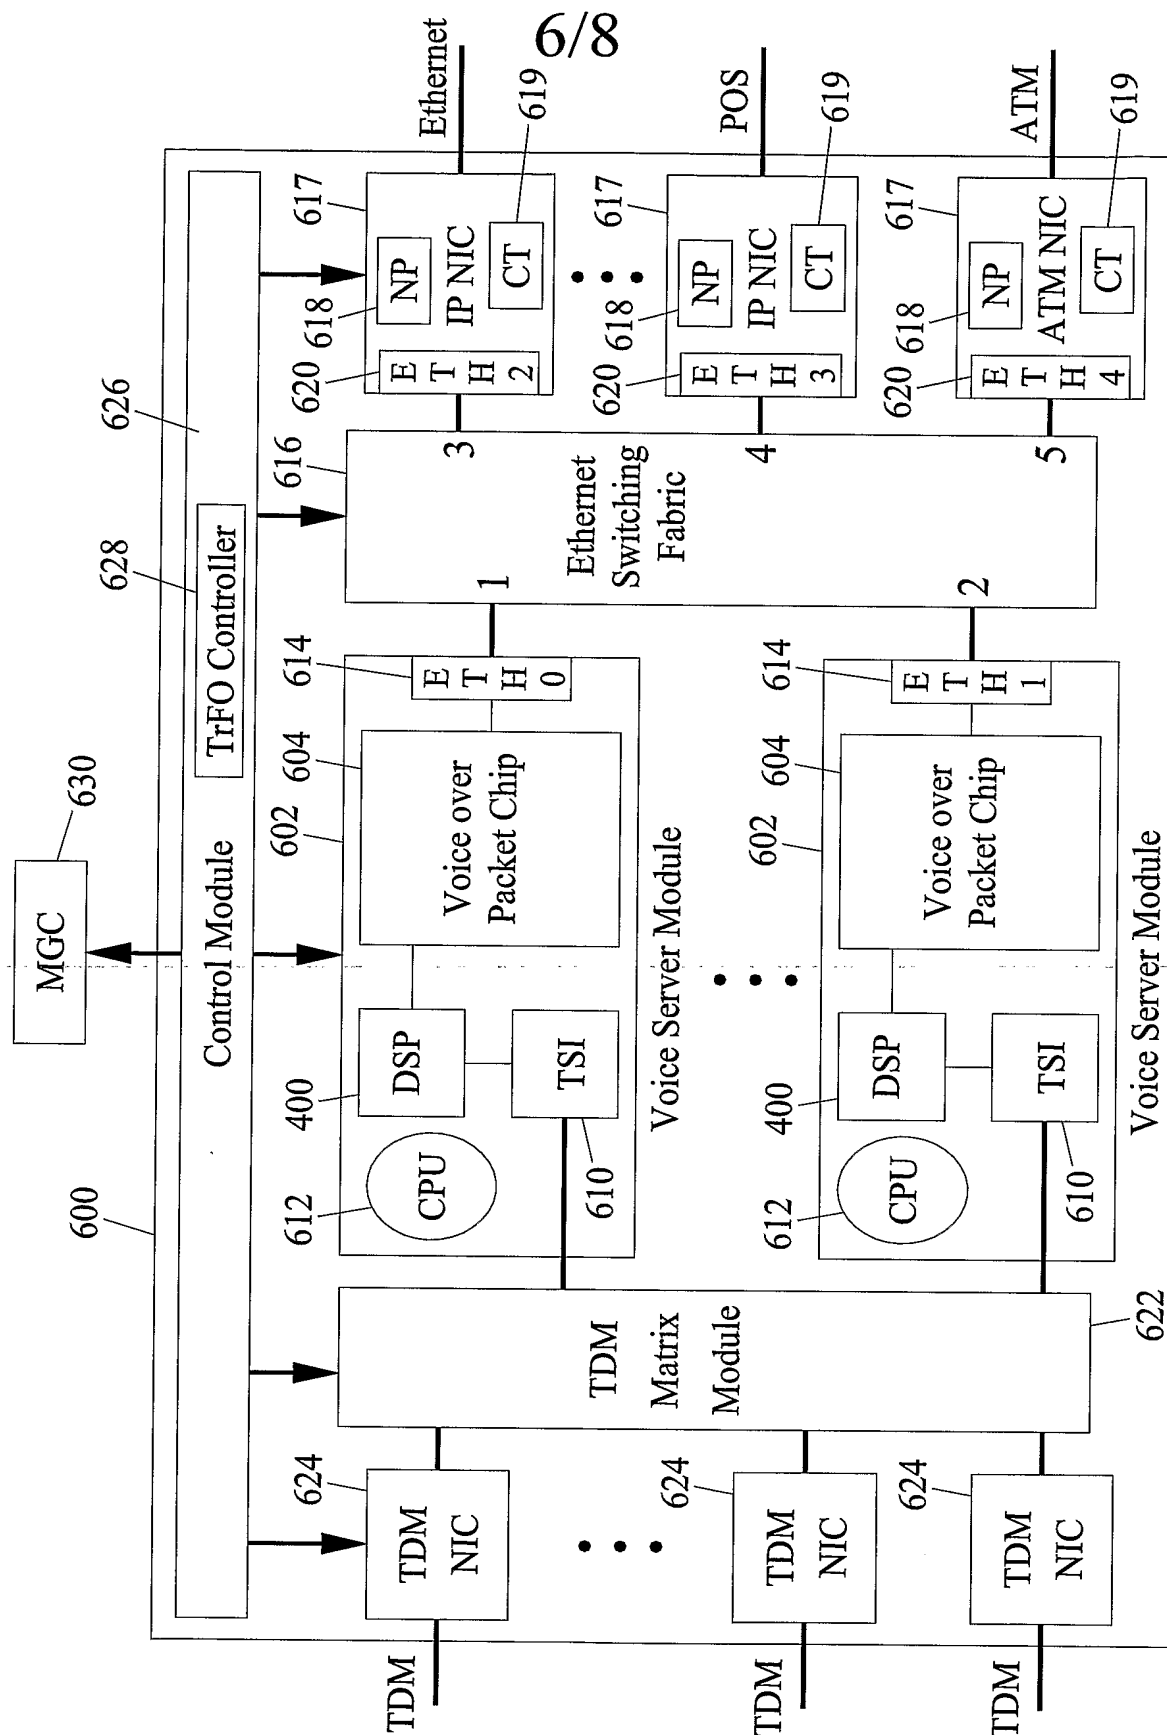 6/8
MGC
630
600
Control Module
TrFO Controller
628
626
TDM
TDM
NIC
624
TDM
TDM
NIC
624
TDM
TDM
NIC
624
TDM
Matrix
Module
622
612
CPU
400
DSP
610
TSI
602
604
Voice over
Packet Chip
614
E
T
H
0
Voice Server Module
612
CPU
400
DSP
610
TSI
602
604
Voice over
Packet Chip
614
E
T
H
1
Voice Server Module
616
Ethernet
Switching
Fabric
1
2
3
4
5
620
E
T
H
2
618
NP
617
IP NIC
CT
619
Ethernet
620
E
T
H
3
618
NP
617
IP NIC
CT
619
POS
620
E
T
H
4
618
NP
617
ATM NIC
CT
619
ATM